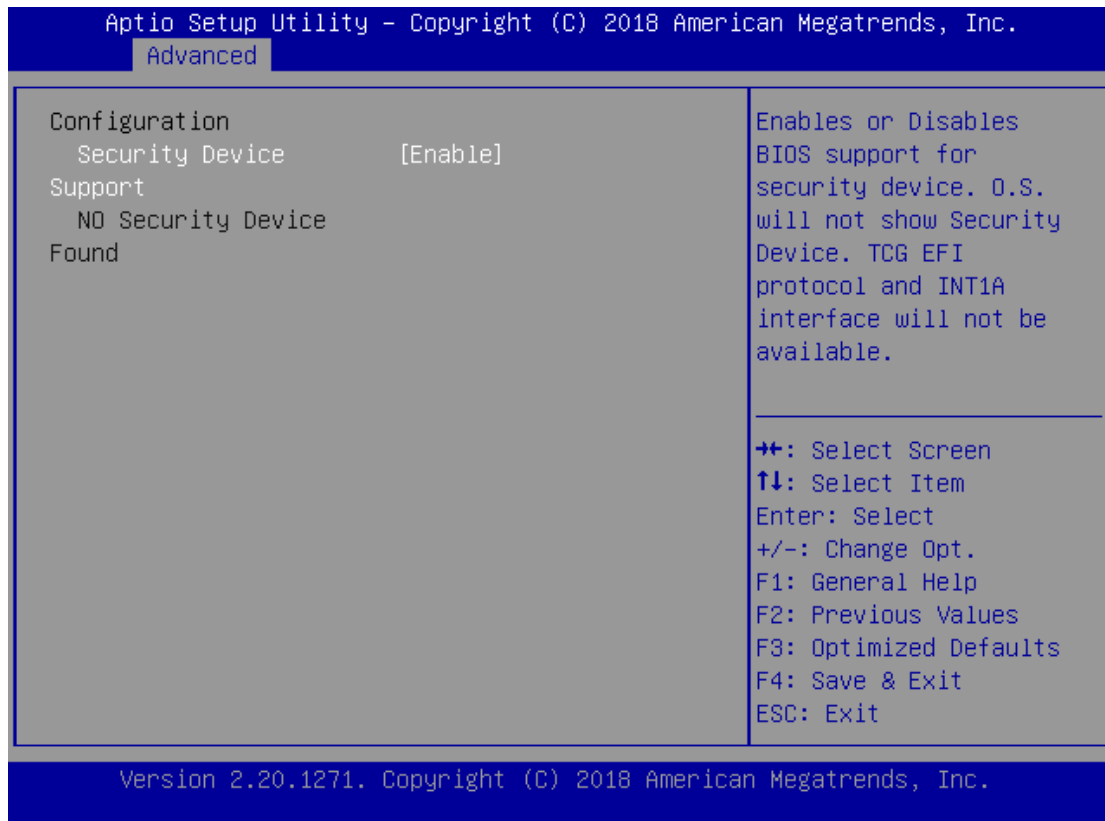 Aptio Setup Utility – Copyright (C) 2018 American Megatrends, Inc.
Advanced
Configuration
Security Device [Enable]
Support
NO Security Device
Found
Enables or Disables
BIOS support for
security device. O.S.
will not show Security
Device. TCG EFI
protocol and INT1A
interface will not be
available.
→←: Select Screen
↑↓: Select Item
Enter: Select
+/-: Change Opt.
F1: General Help
F2: Previous Values
F3: Optimized Defaults
F4: Save & Exit
ESC: Exit
Version 2.20.1271. Copyright (C) 2018 American Megatrends, Inc.